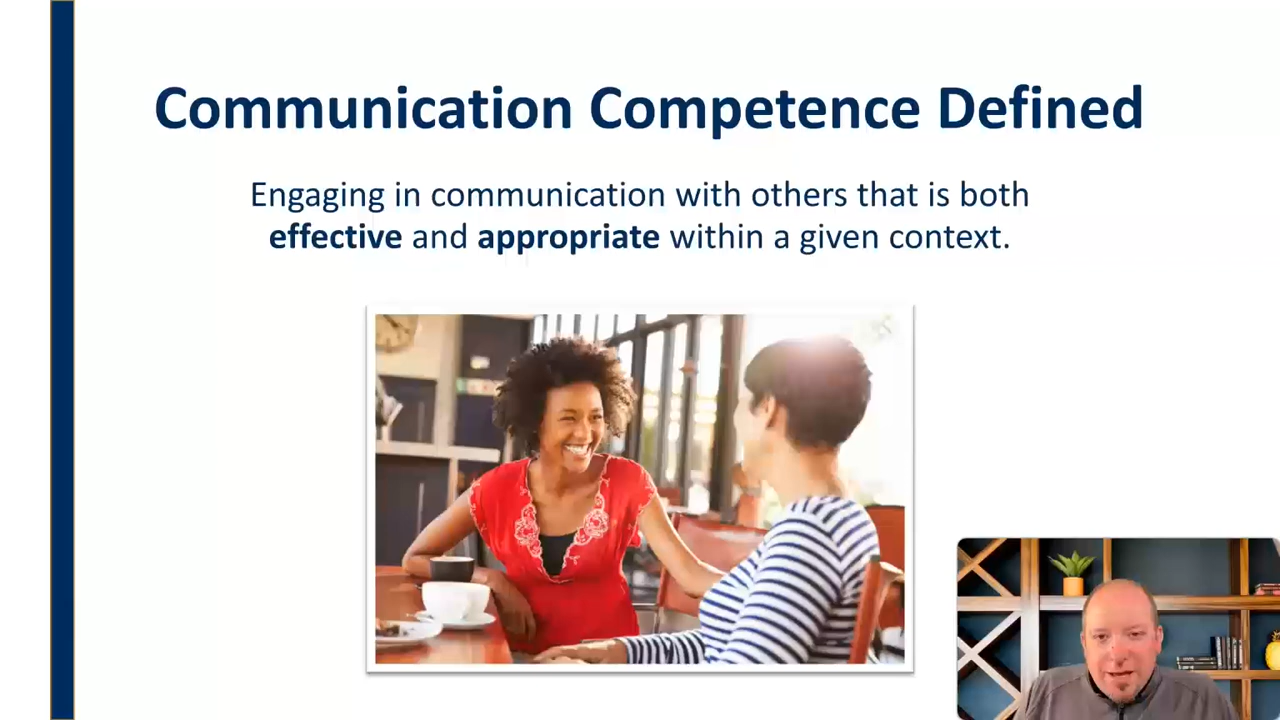 Communication Competence Defined
Engaging in communication with others that is both
effective and appropriate within a given context.